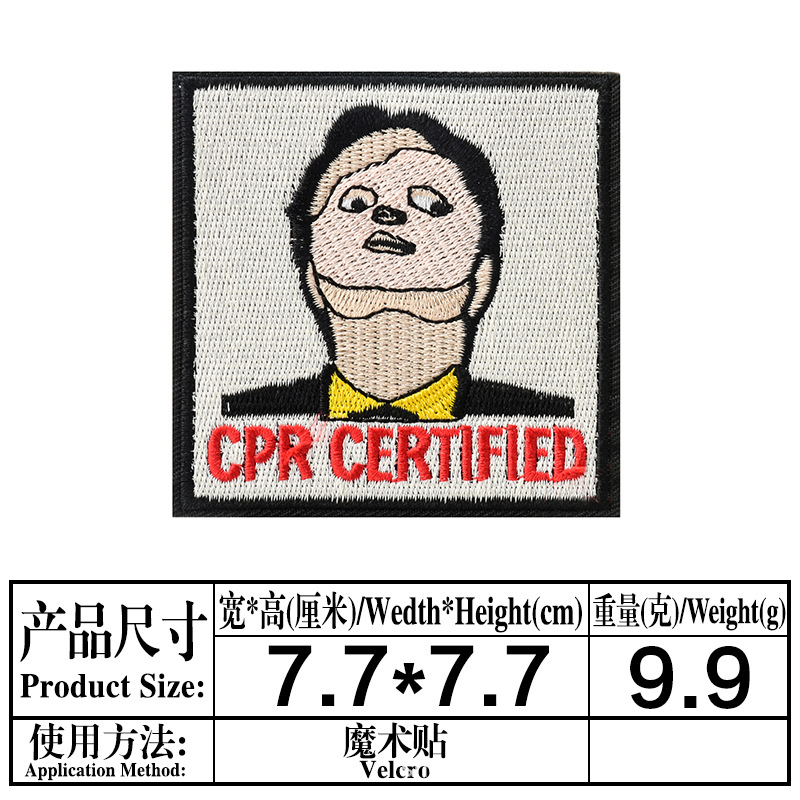 CPR CERTIFIED
产品尺寸
Product Size:
宽*高(厘米)/Wedth*Height(cm)
重量(克)/Weight(g)
7.7*7.7
9.9
使用方法:
Application Method:
魔术贴
Velcro